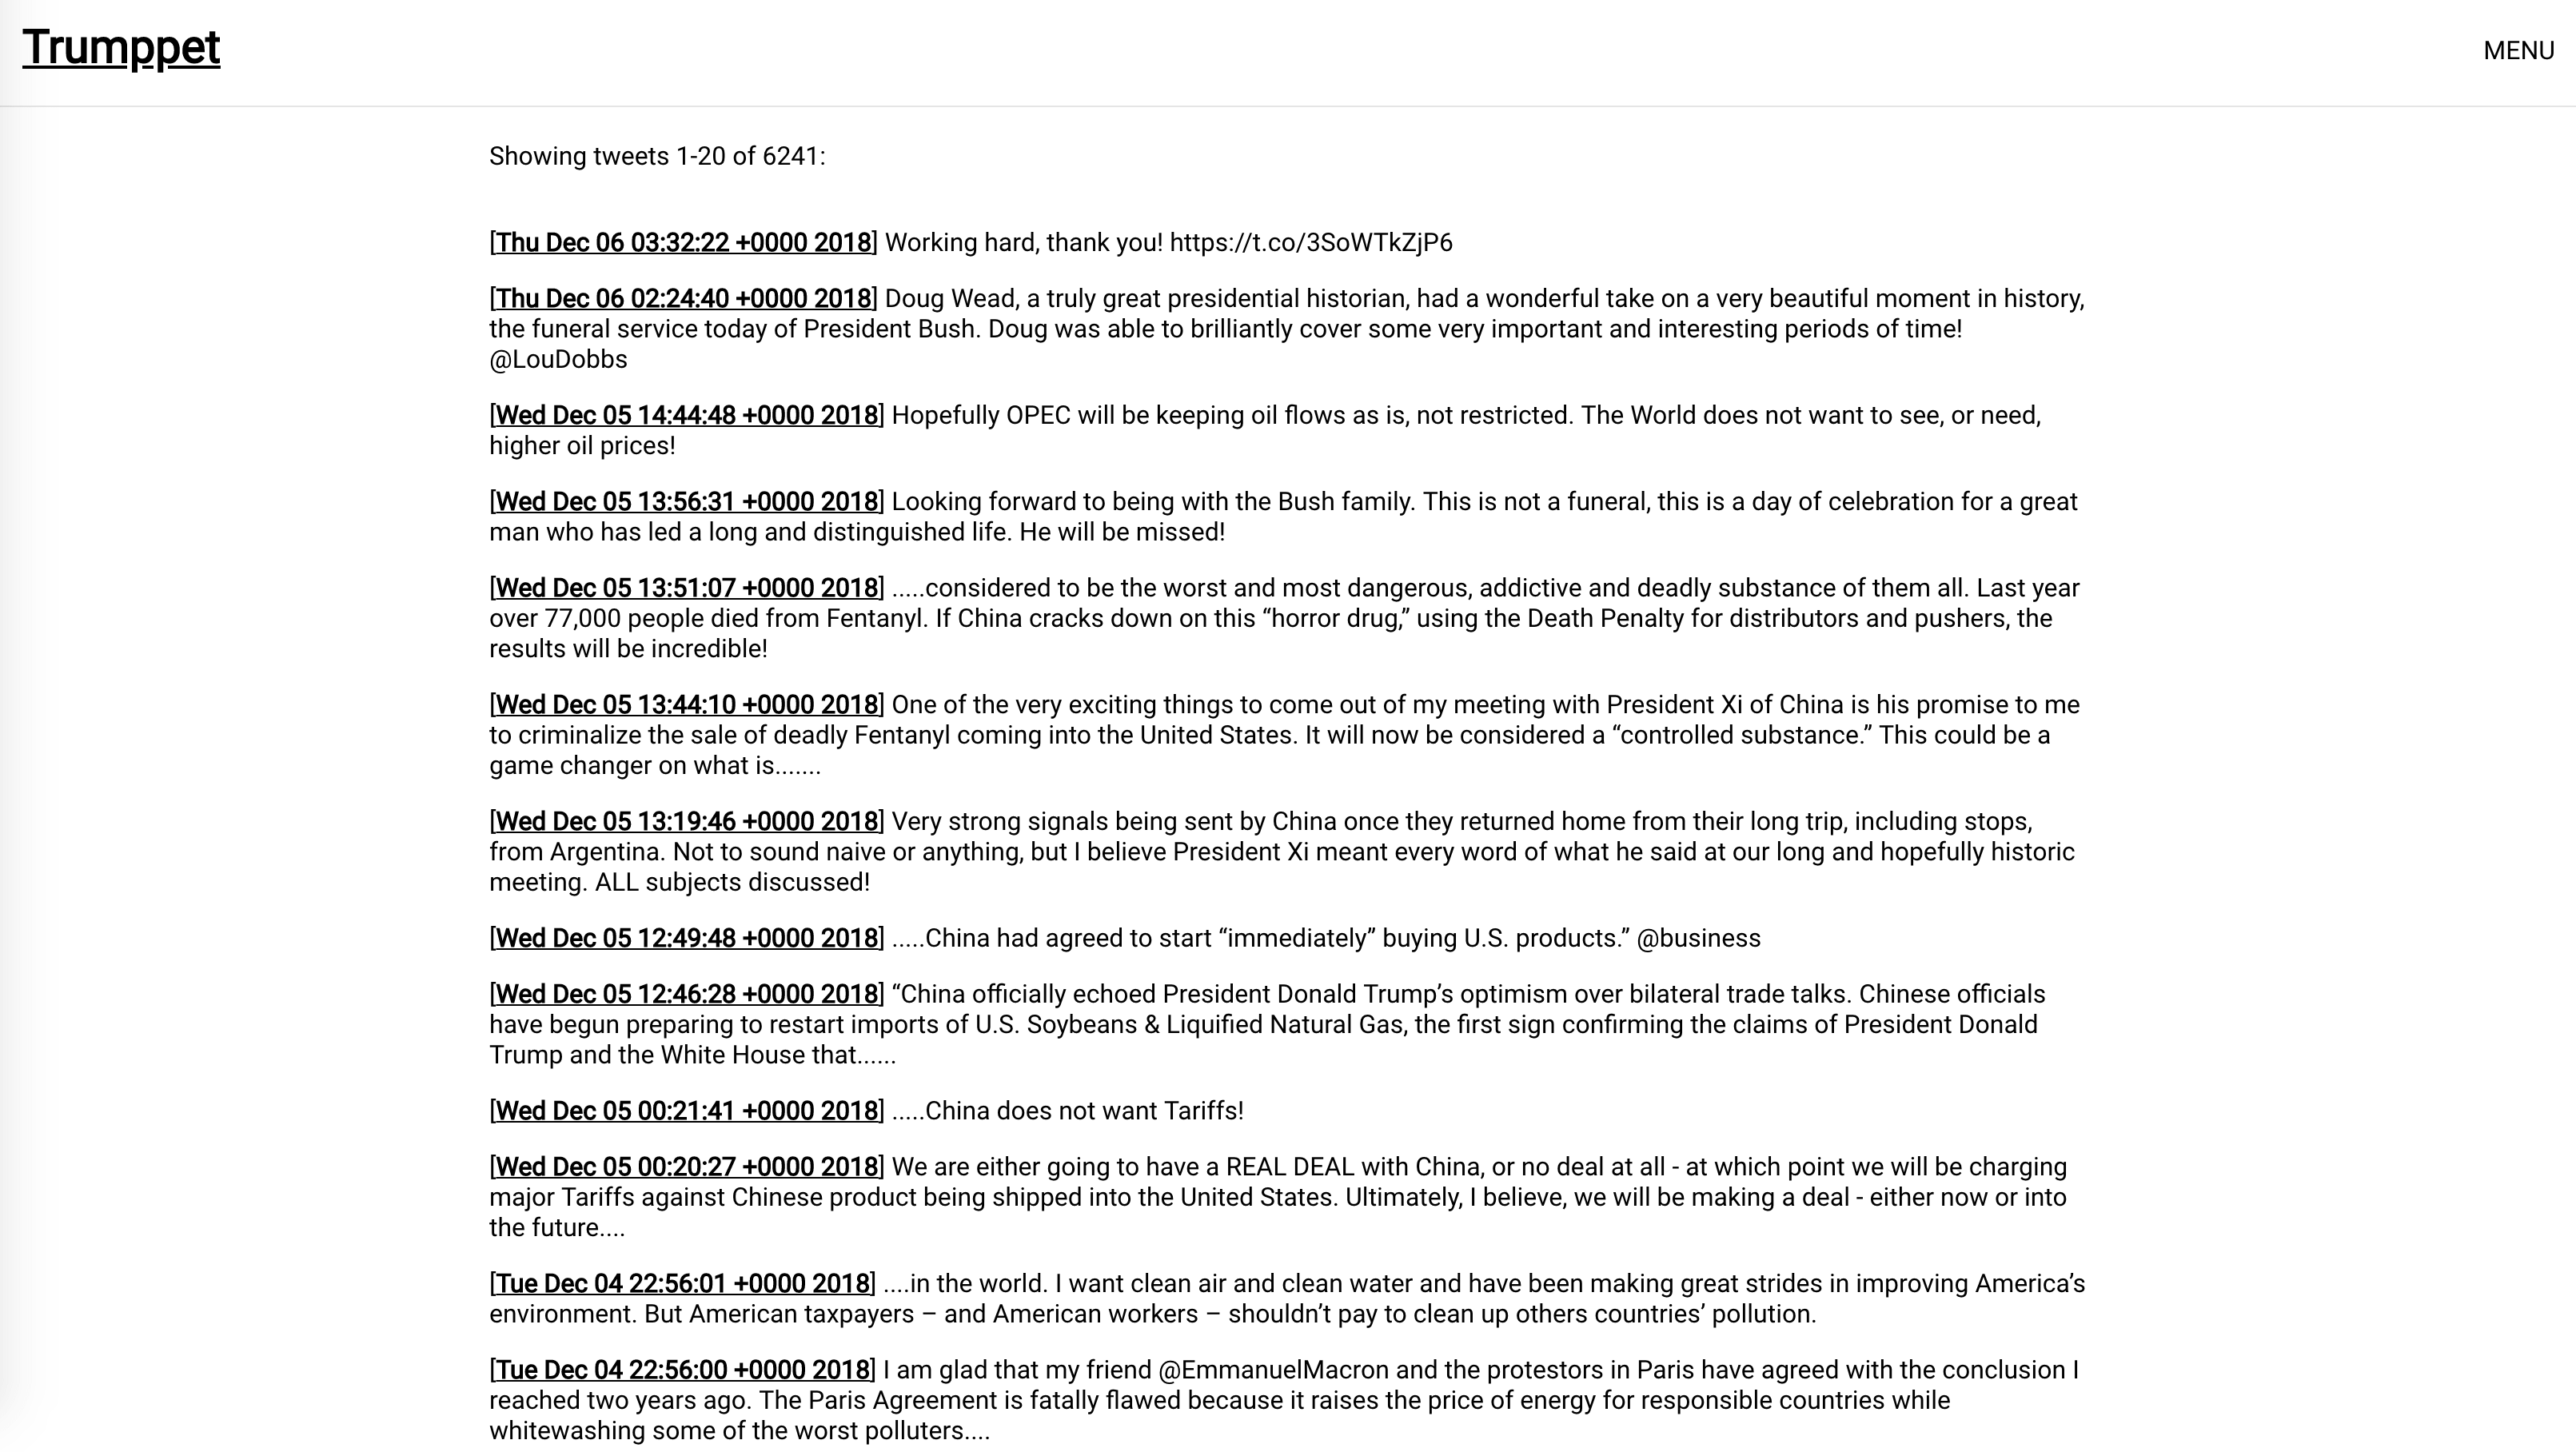 Trumppet
MENU
Showing tweets 1-20 of 6241:
[Thu Dec 06 03:32:22 +0000 2018] Working hard, thank you! https://t.co/3SoWTkZjP6
[Thu Dec 06 02:24:40 +0000 2018] Doug Wead, a truly great presidential historian, had a wonderful take on a very beautiful moment in history,
the funeral service today of President Bush. Doug was able to brilliantly cover some very important and interesting periods of time!
@LouDobbs
[Wed Dec 05 14:44:48 +0000 2018] Hopefully OPEC will be keeping oil flows as is, not restricted. The World does not want to see, or need,
higher oil prices!
[Wed Dec 05 13:56:31 +0000 2018] Looking forward to being with the Bush family. This is not a funeral, this is a day of celebration for a great
man who has led a long and distinguished life. He will be missed!
[Wed Dec 05 13:51:07 +0000 2018] .....considered to be the worst and most dangerous, addictive and deadly substance of them all. Last year
over 77,000 people died from Fentanyl. If China cracks down on this “horror drug,” using the Death Penalty for distributors and pushers, the
results will be incredible!
[Wed Dec 05 13:44:10 +0000 2018] One of the very exciting things to come out of my meeting with President Xi of China is his promise to me
to criminalize the sale of deadly Fentanyl coming into the United States. It will now be considered a “controlled substance.” This could be a
game changer on what is.......
[Wed Dec 05 13:19:46 +0000 2018] Very strong signals being sent by China once they returned home from their long trip, including stops,
from Argentina. Not to sound naive or anything, but I believe President Xi meant every word of what he said at our long and hopefully historic
meeting. ALL subjects discussed!
[Wed Dec 05 12:49:48 +0000 2018] .....China had agreed to start “immediately” buying U.S. products.” @business
[Wed Dec 05 12:46:28 +0000 2018] “China officially echoed President Donald Trump’s optimism over bilateral trade talks. Chinese officials
have begun preparing to restart imports of U.S. Soybeans & Liquified Natural Gas, the first sign confirming the claims of President Donald
Trump and the White House that......
[Wed Dec 05 00:21:41 +0000 2018] .....China does not want Tariffs!
[Wed Dec 05 00:20:27 +0000 2018] We are either going to have a REAL DEAL with China, or no deal at all - at which point we will be charging
major Tariffs against Chinese product being shipped into the United States. Ultimately, I believe, we will be making a deal - either now or into
the future....
[Tue Dec 04 22:56:01 +0000 2018] ....in the world. I want clean air and clean water and have been making great strides in improving America’s
environment. But American taxpayers – and American workers – shouldn’t pay to clean up others countries’ pollution.
[Tue Dec 04 22:56:00 +0000 2018] I am glad that my friend @EmmanuelMacron and the protestors in Paris have agreed with the conclusion I
reached two years ago. The Paris Agreement is fatally flawed because it raises the price of energy for responsible countries while
whitewashing some of the worst polluters....